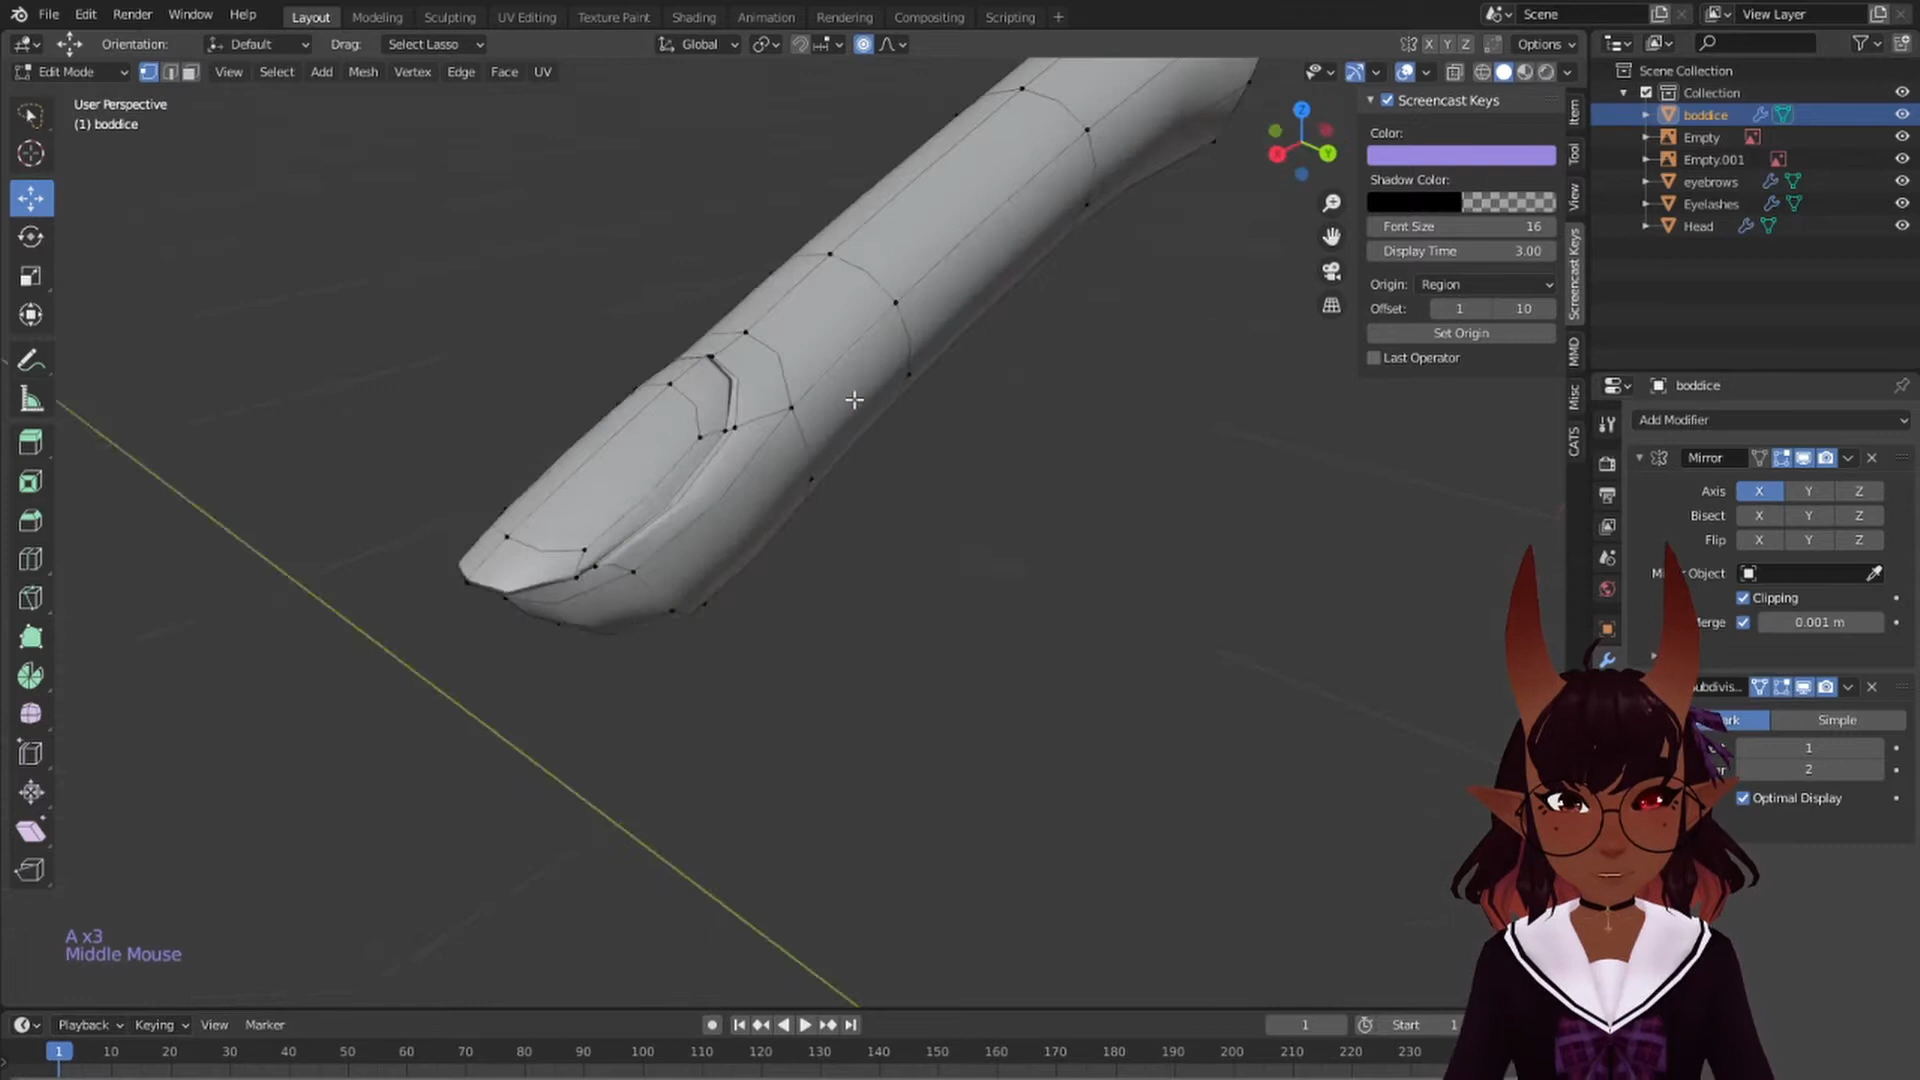 File Edit Render Window Help
Layout Modeling Sculpting UV Editing Texture Paint Shading Animation Rendering Compositing Scripting +
Scene
View Layer
Orientation: Default Drag: Select Lasso
Global
X Y Z Options
Edit Mode View Select Add Mesh Vertex Edge Face UV
User Perspective
(1) boddice
Z
X
Y
Screencast Keys
Color:
Shadow Color:
Font Size 16
Display Time 3.00
Origin: Region
Offset: 1 10
Set Origin
Last Operator
Item
Tool
View
Screencast Keys
MMD
Misc
CATS
Scene Collection
Collection
boddice
Empty
Empty.001
eyebrows
Eyelashes
Head
boddice
Add Modifier
Mirror
Axis X Y Z
Bisect X Y Z
Flip X Y Z
Object
Clipping
0.001 m
Simple
1
2
Optimal Display
A x3
Middle Mouse
Playback Keying View Marker
1 Start 1
1 10 20 30 40 50 60 70 80 90 100 110 120 130 140 150 160 170 180 190 200 210 220 230